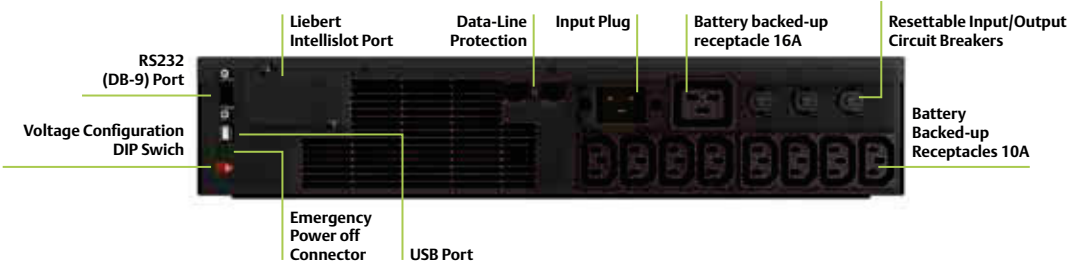 Liebert
Intellislot Port
Data-Line
Protection
Input Plug
Battery backed-up
receptacle 16A
Resettable Input/Output
Circuit Breakers
RS232
(DB-9) Port
Voltage Configuration
DIP Swich
Battery
Backed-up
Receptacles 10A
Emergency
Power off
Connector
USB Port